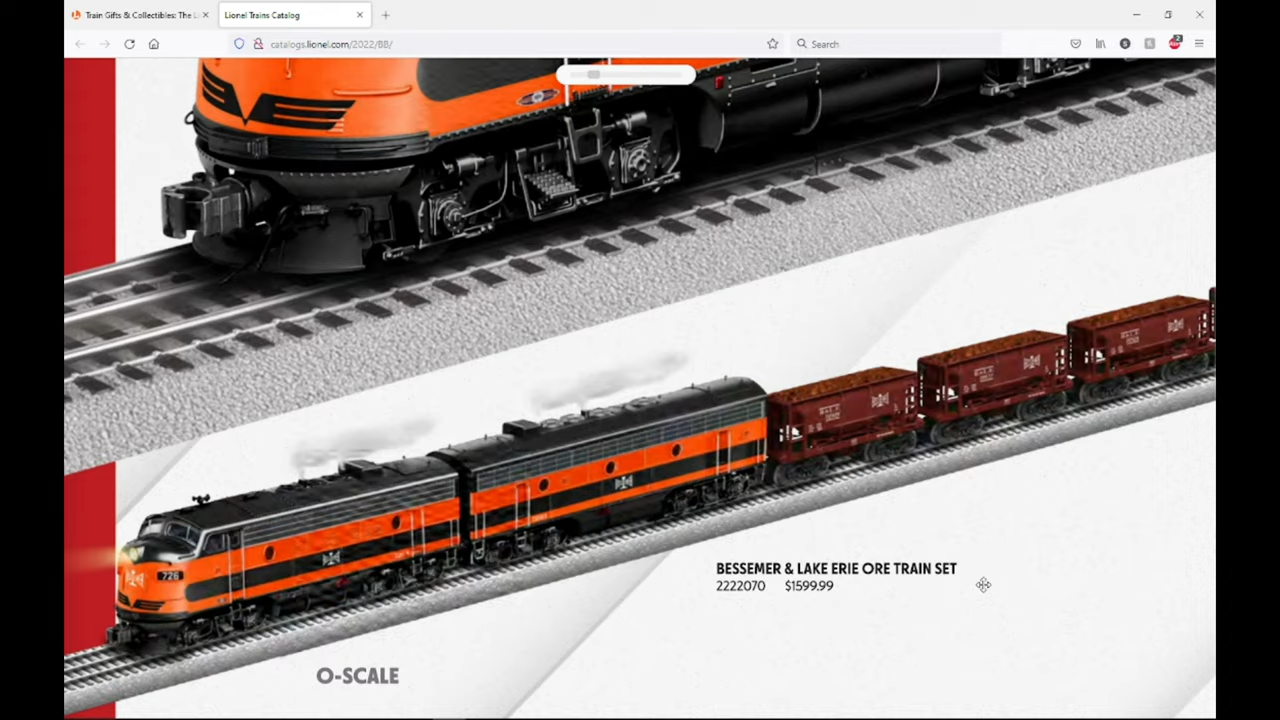 Train Gifts & Collectibles: The L
Lionel Trains Catalog
catalogs.lionel.com/2022/BB/
Search
726
BESSEMER & LAKE ERIE ORE TRAIN SET
2222070 $1599.99
O-SCALE